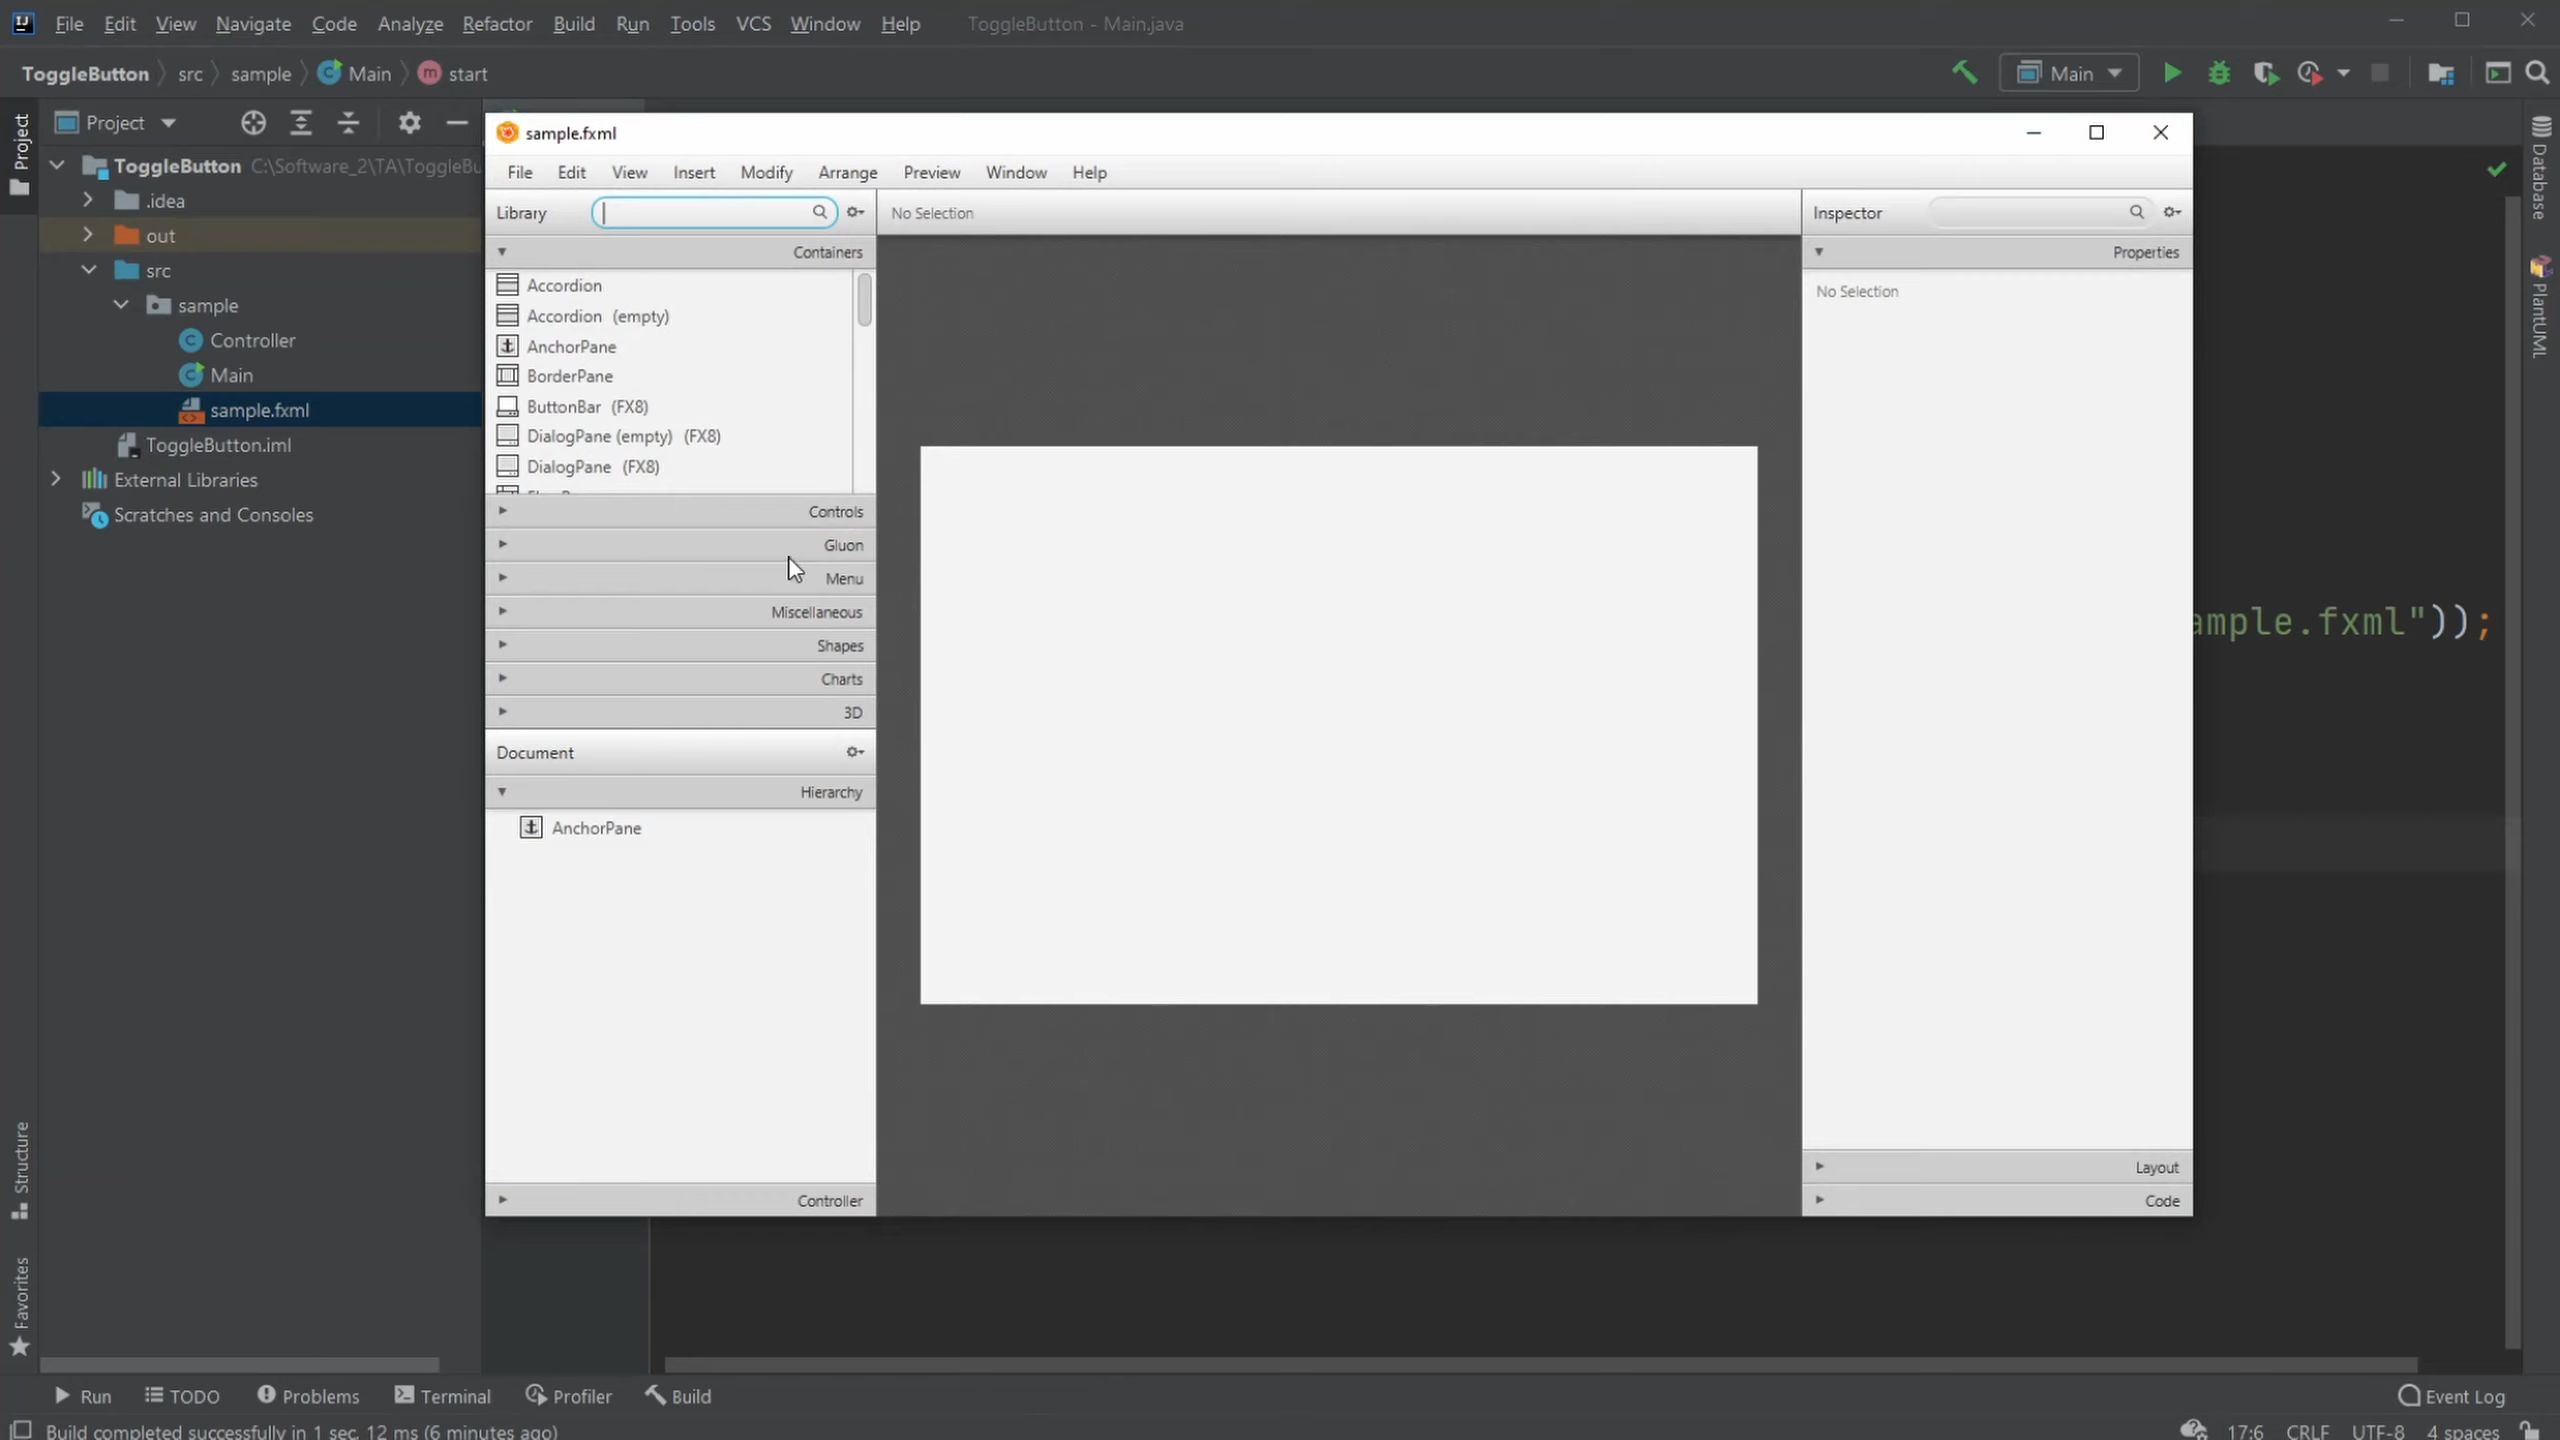 File Edit View Navigate Code Analyze Refactor Build Run Tools VCS Window Help ToggleButton - Main.java
ToggleButton src sample Main start Main
Project
Project
ToggleButton C:\Software_2\TA\ToggleBu
.idea
out
src
sample
Controller
Main
sample.fxml
ToggleButton.iml
External Libraries
Scratches and Consoles
Structure
Favorites
sample.fxml
File Edit View Insert Modify Arrange Preview Window Help
Library
No Selection
Inspector
Containers
Accordion
Accordion (empty)
AnchorPane
BorderPane
ButtonBar (FX8)
DialogPane (empty) (FX8)
DialogPane (FX8)
Controls
Gluon
Menu
Miscellaneous
Shapes
Charts
3D
Document
Hierarchy
AnchorPane
Controller
Properties
No Selection
Layout
Code
ample.fxml"));
Database
PlantUML
Run TODO Problems Terminal Profiler Build Event Log
Build completed successfully in 1 sec, 12 ms (6 minutes ago) 17:6 CRLF UTF-8 4 spaces